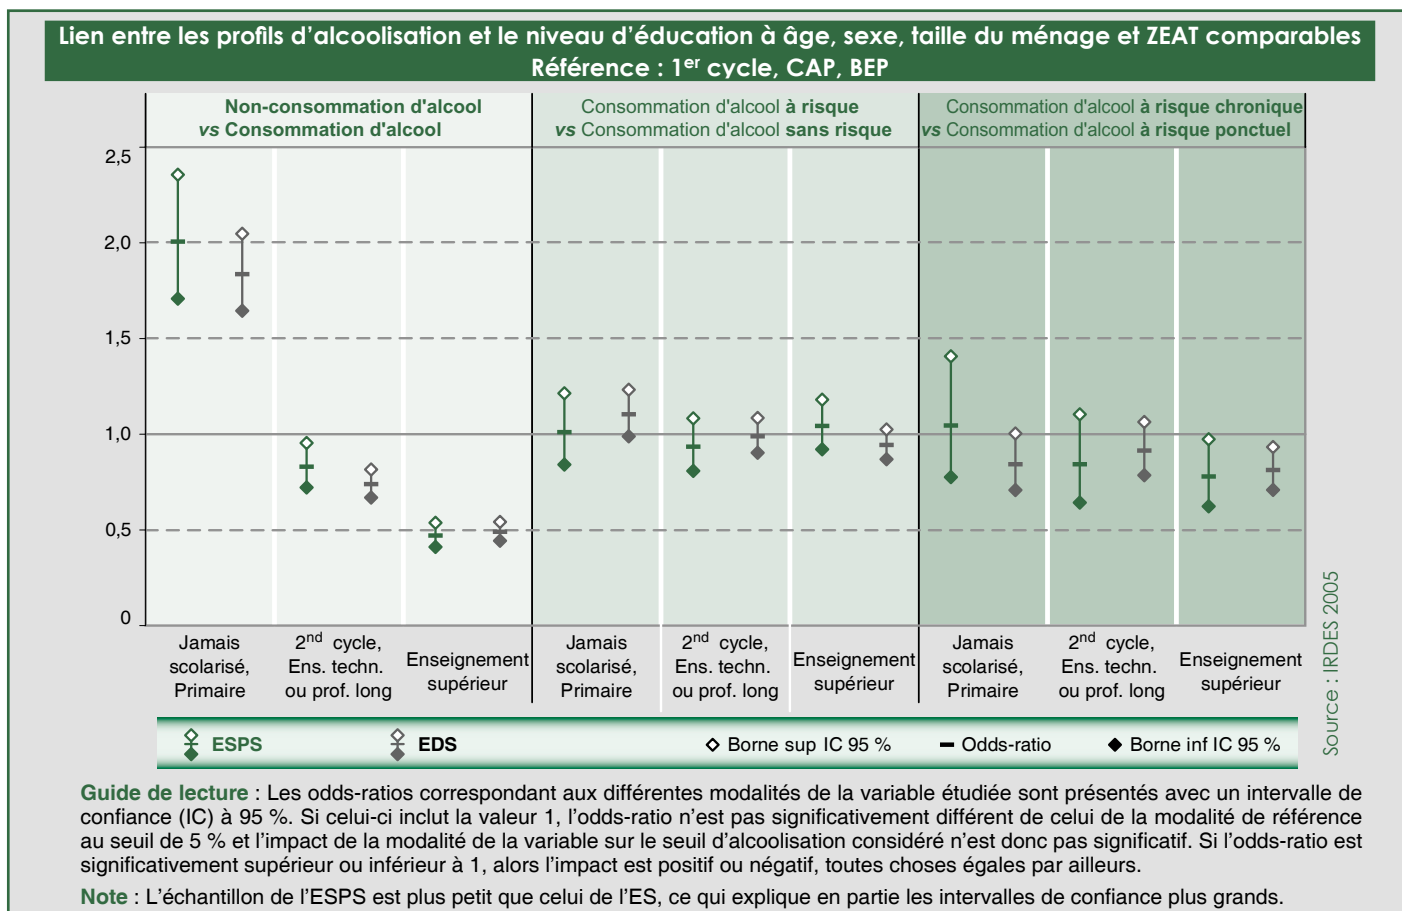 Lien entre les profils d'alcoolisation et le niveau d'éducation à âge, sexe, taille du ménage et ZEAT comparables
Référence : 1er cycle, CAP, BEP
Non-consommation d'alcool
vs Consommation d'alcool
Consommation d'alcool à risque
vs Consommation d'alcool sans risque
Consommation d'alcool à risque chronique
vs Consommation d'alcool à risque ponctuel
2,5
2,0
1,5
1,0
0,5
0
Jamais
scolarisé,
Primaire
2nd cycle,
Ens. techn.
ou prof. long
Enseignement
supérieur
Jamais
scolarisé,
Primaire
2nd cycle,
Ens. techn.
ou prof. long
Enseignement
supérieur
Jamais
scolarisé,
Primaire
2nd cycle,
Ens. techn.
ou prof. long
Enseignement
supérieur
Source : IRDES 2005
ESPS
EDS
Borne sup IC 95 %
Odds-ratio
Borne inf IC 95 %
Guide de lecture : Les odds-ratios correspondant aux différentes modalités de la variable étudiée sont présentés avec un intervalle de
confiance (IC) à 95 %. Si celui-ci inclut la valeur 1, l'odds-ratio n'est pas significativement différent de celui de la modalité de référence
au seuil de 5 % et l'impact de la modalité de la variable sur le seuil d'alcoolisation considéré n'est donc pas significatif. Si l'odds-ratio est
significativement supérieur ou inférieur à 1, alors l'impact est positif ou négatif, toutes choses égales par ailleurs.
Note : L'échantillon de l'ESPS est plus petit que celui de l'ES, ce qui explique en partie les intervalles de confiance plus grands.